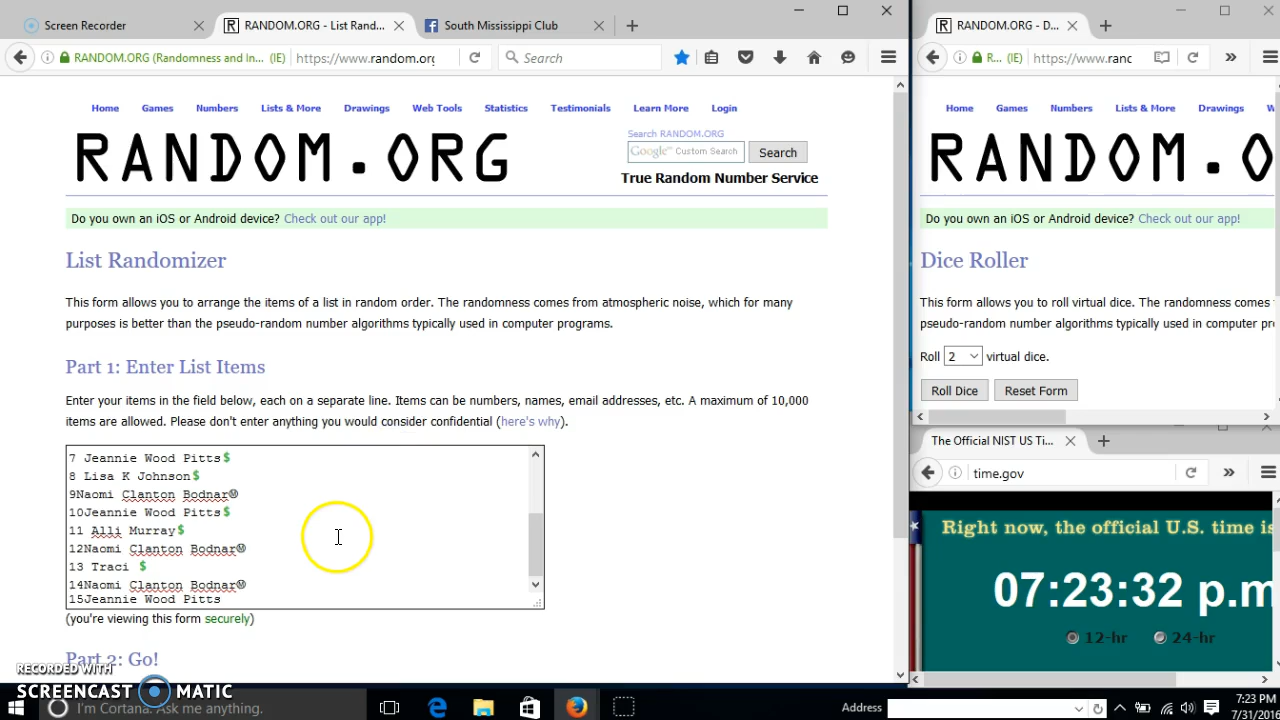 Screen Recorder
RANDOM.ORG - List Rand...
South Mississippi Club
RANDOM.ORG (Randomness and In... (IE)
https://www.random.org
Search
Home Games Numbers Lists & More Drawings Web Tools Statistics Testimonials Learn More Login
RANDOM.ORG
Search RANDOM.ORG
Google™ Custom Search
Search
True Random Number Service
Do you own an iOS or Android device? Check out our app!
List Randomizer
This form allows you to arrange the items of a list in random order. The randomness comes from atmospheric noise, which for many
purposes is better than the pseudo-random number algorithms typically used in computer programs.
Part 1: Enter List Items
Enter your items in the field below, each on a separate line. Items can be numbers, names, email addresses, etc. A maximum of 10,000
items are allowed. Please don't enter anything you would consider confidential (here's why).
7 Jeannie Wood Pitts$
8 Lisa K Johnson$
9Naomi Clanton BodnarⓂ
10Jeannie Wood Pitts$
11 Alli Murray$
12Naomi Clanton BodnarⓂ
13 Traci $
14Naomi Clanton BodnarⓂ
15Jeannie Wood Pitts
(you're viewing this form securely)
Part 2: Go!
RECORDED WITH
SCREENCAST MATIC
I'm Cortana. Ask me anything.
RANDOM.ORG - D...
R... (IE)
https://www.ranc
Home Games Numbers Lists & More Drawings W
RANDOM.O
Do you own an iOS or Android device? Check out our app!
Dice Roller
This form allows you to roll virtual dice. The randomness comes
pseudo-random number algorithms typically used in computer pr
Roll 2 virtual dice.
Roll Dice
Reset Form
The Official NIST US Ti...
time.gov
Right now, the official U.S. time is
07:23:32 p.m
12-hr 24-hr
Address
7:23 PM
7/31/2016